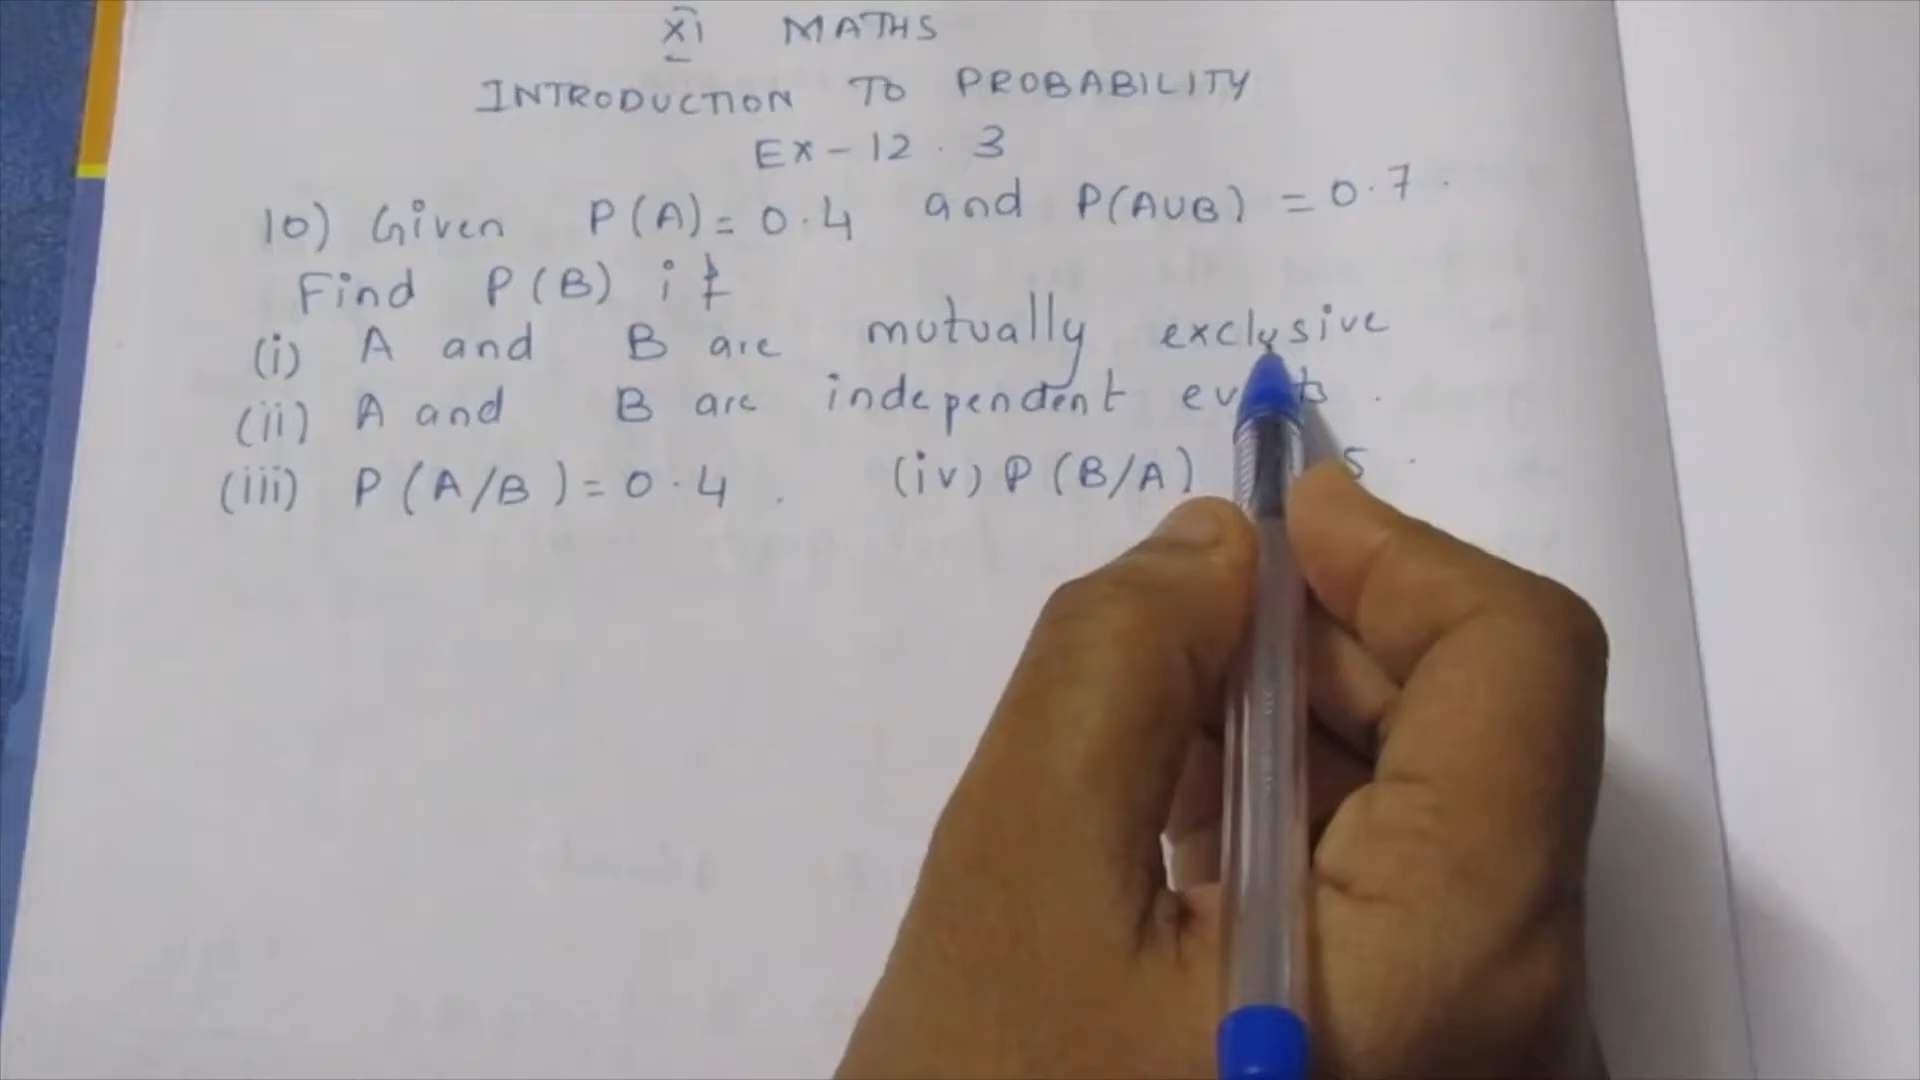 XI MATHS
INTRODUCTION TO PROBABILITY
EX-12.3
10) Given P(A)=0.4 and P(AUB)=0.7.
Find P(B) if
(i) A and B are mutually exclusive
(ii) A and B are independent
(iii) P(A/B)=0.4. (iv) P(B/A) 5.